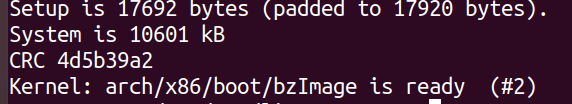 Setup is 17692 bytes (padded to 17920 bytes).
System is 10601 kB
CRC 4d5b39a2
Kernel: arch/x86/boot/bzImage is ready  (#2)